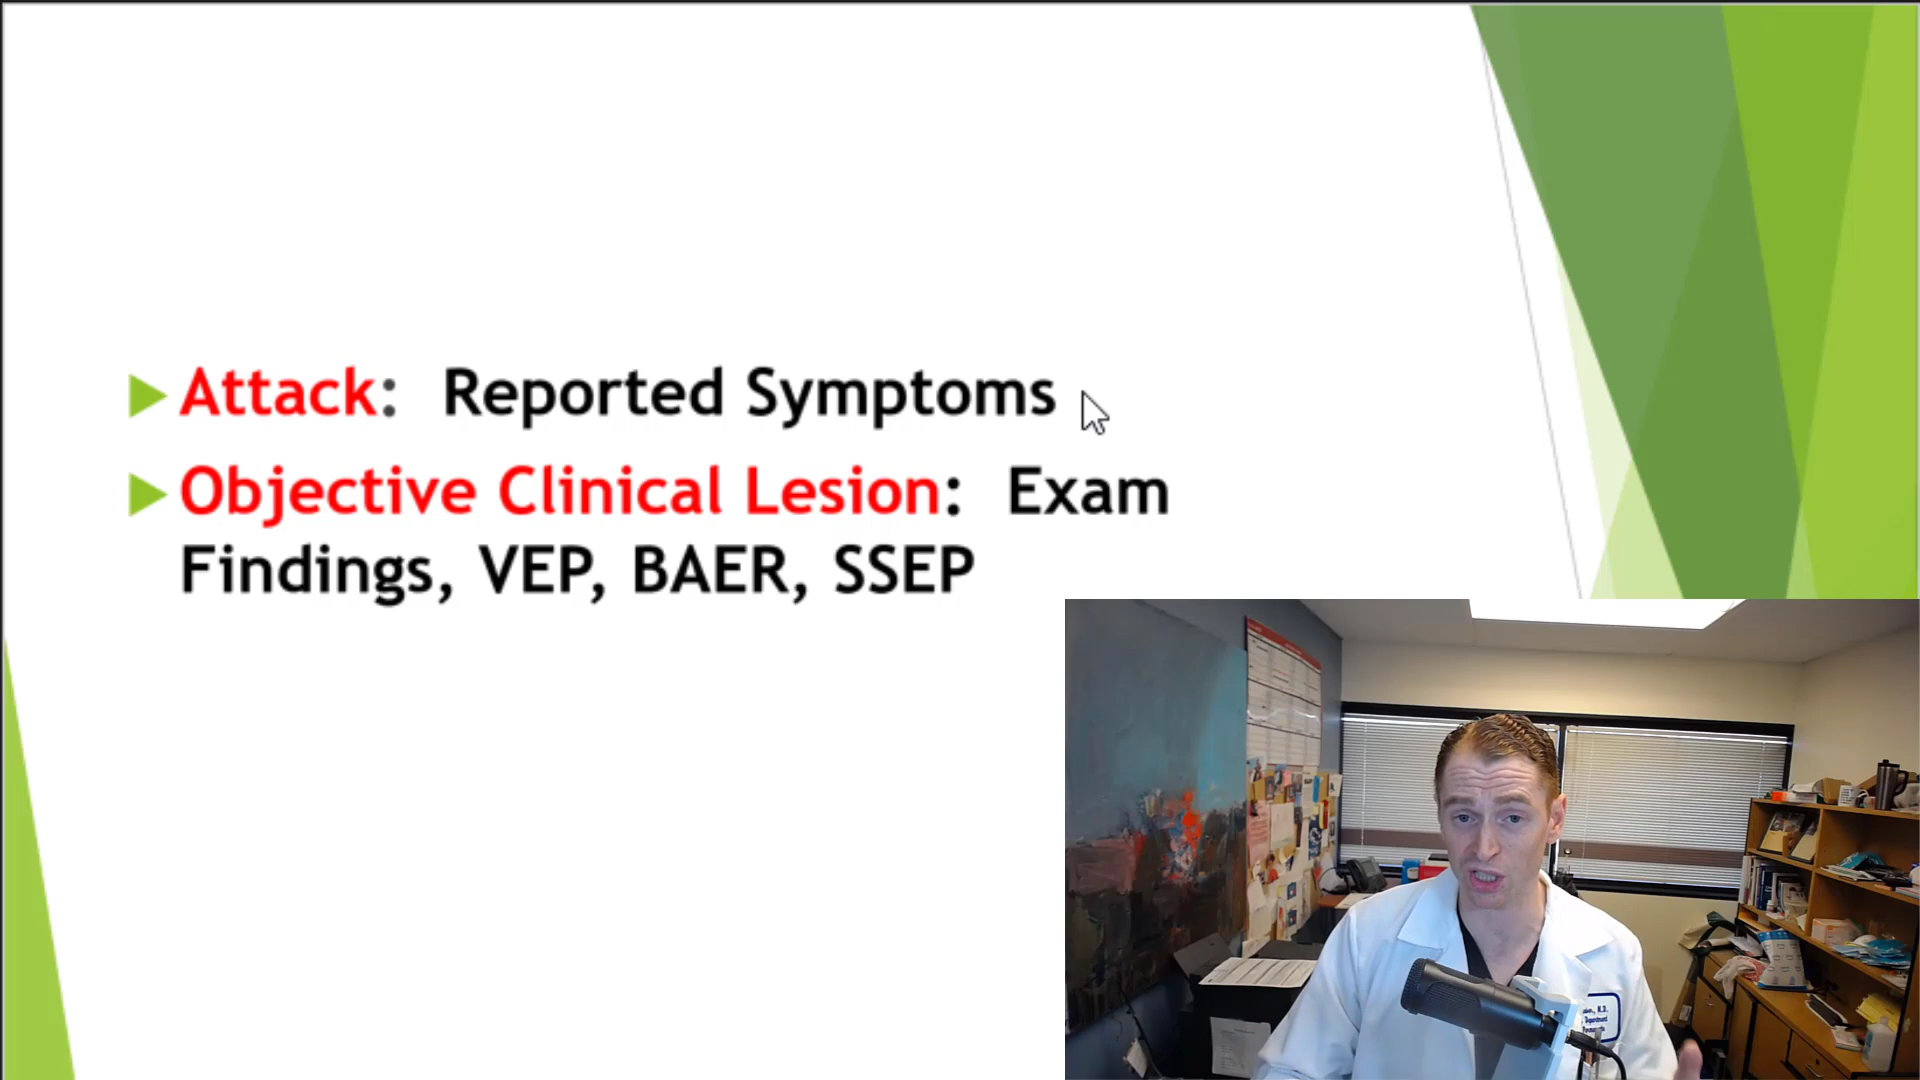 Attack: Reported Symptoms
Objective Clinical Lesion: Exam
Findings, VEP, BAER, SSEP